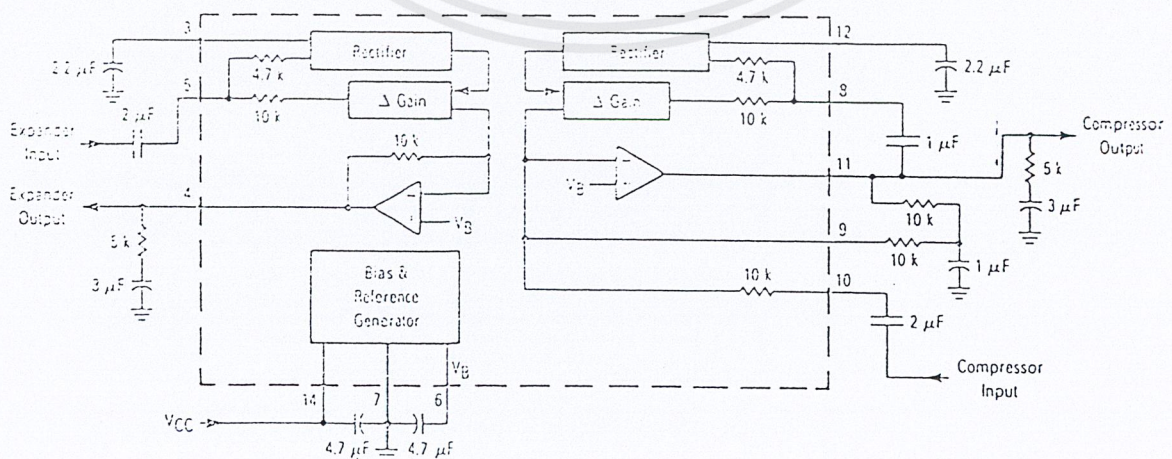 3
Rectifier
2.2 µF
4.7 k
5
10 k
Δ Gain
2 µF
Expander
Input
10 k
Expander
Output
4
VB
5 k
3 µF
Bias &
Reference
Generator
14
7
6
VB
VCC
4.7 µF
4.7 µF
12
Rectifier
2.2 µF
4.7 k
8
Δ Gain
10 k
1 µF
Compressor
Output
11
VB
5 k
3 µF
10 k
9
10 k
1 µF
10 k
10
2 µF
Compressor
Input